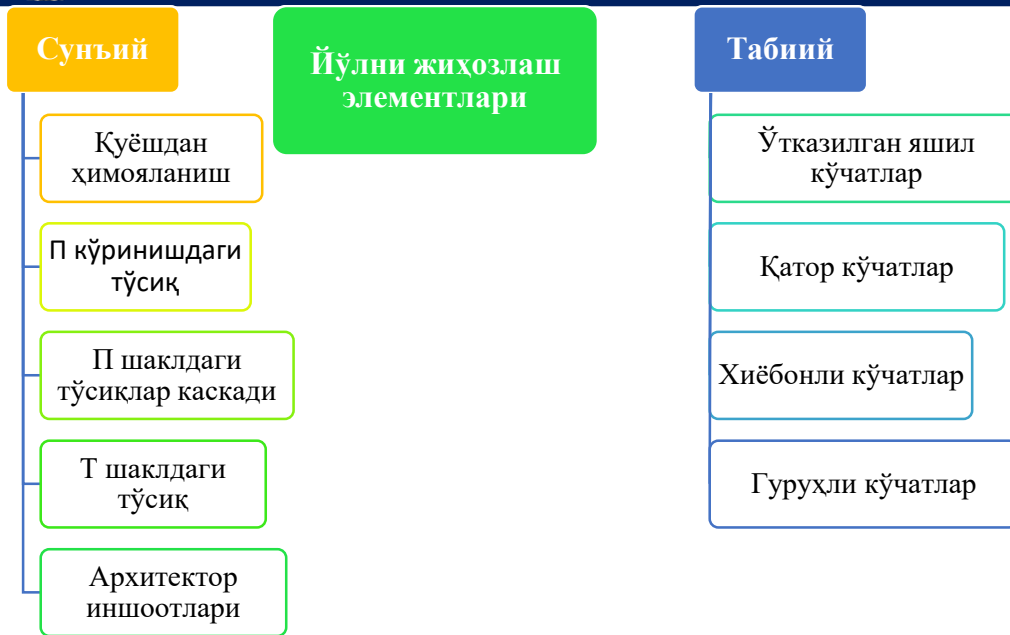 Сунъий
Йўлни жиҳозлаш
элементлари
Табиий
Қуёшдан
ҳимояланиш
П кўринишдаги
тўсиқ
П шаклдаги
тўсиқлар каскади
Т шаклдаги
тўсиқ
Архитектор
иншоотлари
Ўтказилган яшил
кўчатлар
Қатор кўчатлар
Хиёбонли кўчатлар
Гуруҳли кўчатлар